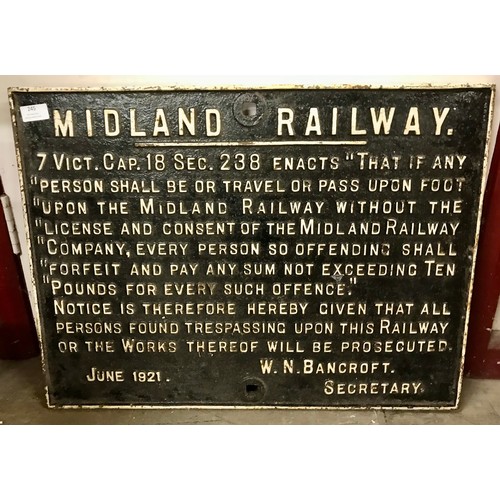 MIDLAND RAILWAY.
7 VICT. CAP. 18 SEC. 238 ENACTS "THAT IF ANY
"PERSON SHALL BE OR TRAVEL OR PASS UPON FOOT
"UPON THE MIDLAND RAILWAY WITHOUT THE
"LICENSE AND CONSENT OF THE MIDLAND RAILWAY
"COMPANY, EVERY PERSON SO OFFENDING SHALL
"FORFEIT AND PAY ANY SUM NOT EXCEEDING TEN
"POUNDS FOR EVERY SUCH OFFENCE."
NOTICE IS THEREFORE HEREBY GIVEN THAT ALL
PERSONS FOUND TRESPASSING UPON THIS RAILWAY
OR THE WORKS THEREOF WILL BE PROSECUTED.
W. N. BANCROFT.
JUNE 1921. SECRETARY.